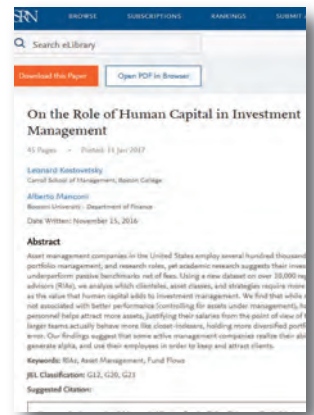 SRN BROWSE SUBSCRIPTIONS RANKINGS SUBMIT
Search eLibrary
Download this Paper Open PDF in Browser
On the Role of Human Capital in Investment
Management
45 Pages • Posted: 11 Jan 2017
Leonard Kostovetsky
Carroll School of Management, Boston College
Alberto Manconi
Bocconi University - Department of Finance
Date Written: November 15, 2016
Abstract
Asset management companies in the United States employ several hundred thousand
portfolio management, and research roles, yet academic research suggests their inves
underperform passive benchmarks net of fees. Using a new dataset on over 10,000 reg
advisors (RIAs), we analyze which clienteles, asset classes, and strategies require more
as the value that human capital adds to investment management. We find that while
not associated with better performance (controlling for assets under management), h
personnel helps attract more assets, justifying their salaries from the point of view of t
larger teams actually behave more like closet-indexers, holding more diversified portf
error. Our findings suggest that some active management companies realize their abi
generate alpha, and use their employees in order to keep and attract clients.
Keywords: RIAs, Asset Management, Fund Flows
JEL Classification: G12, G20, G23
Suggested Citation: